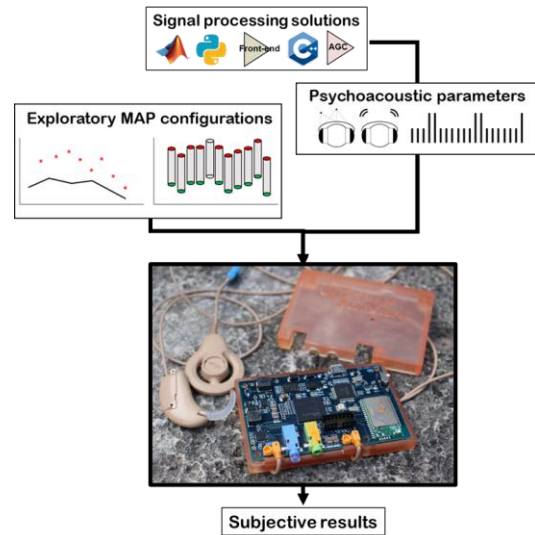 Signal processing solutions
Front-end
AGC
Psychoacoustic parameters
Exploratory MAP configurations
Subjective results